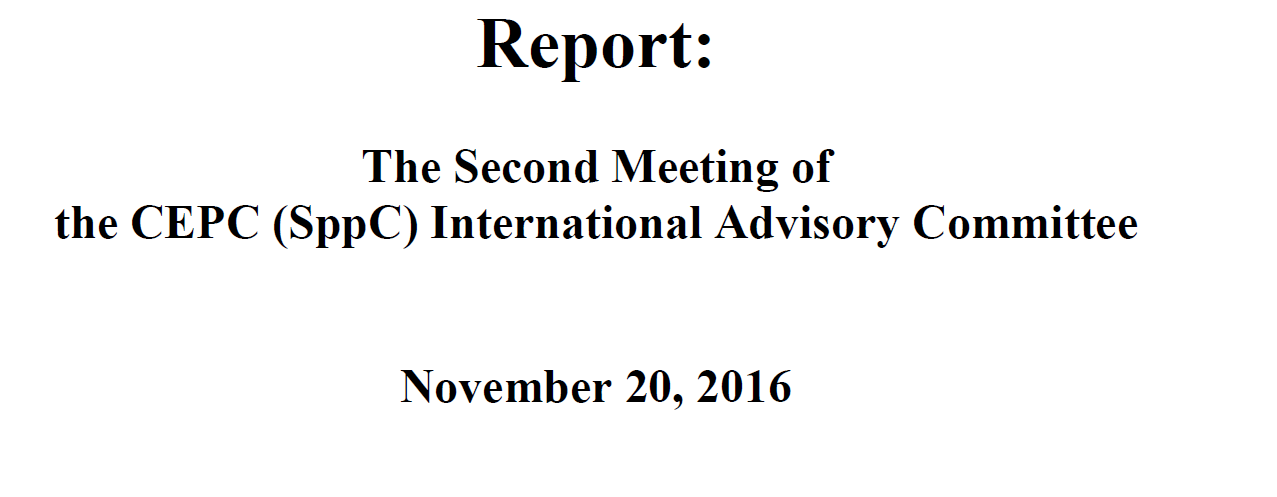 Report:
The Second Meeting of
the CEPC (SppC) International Advisory Committee
November 20, 2016